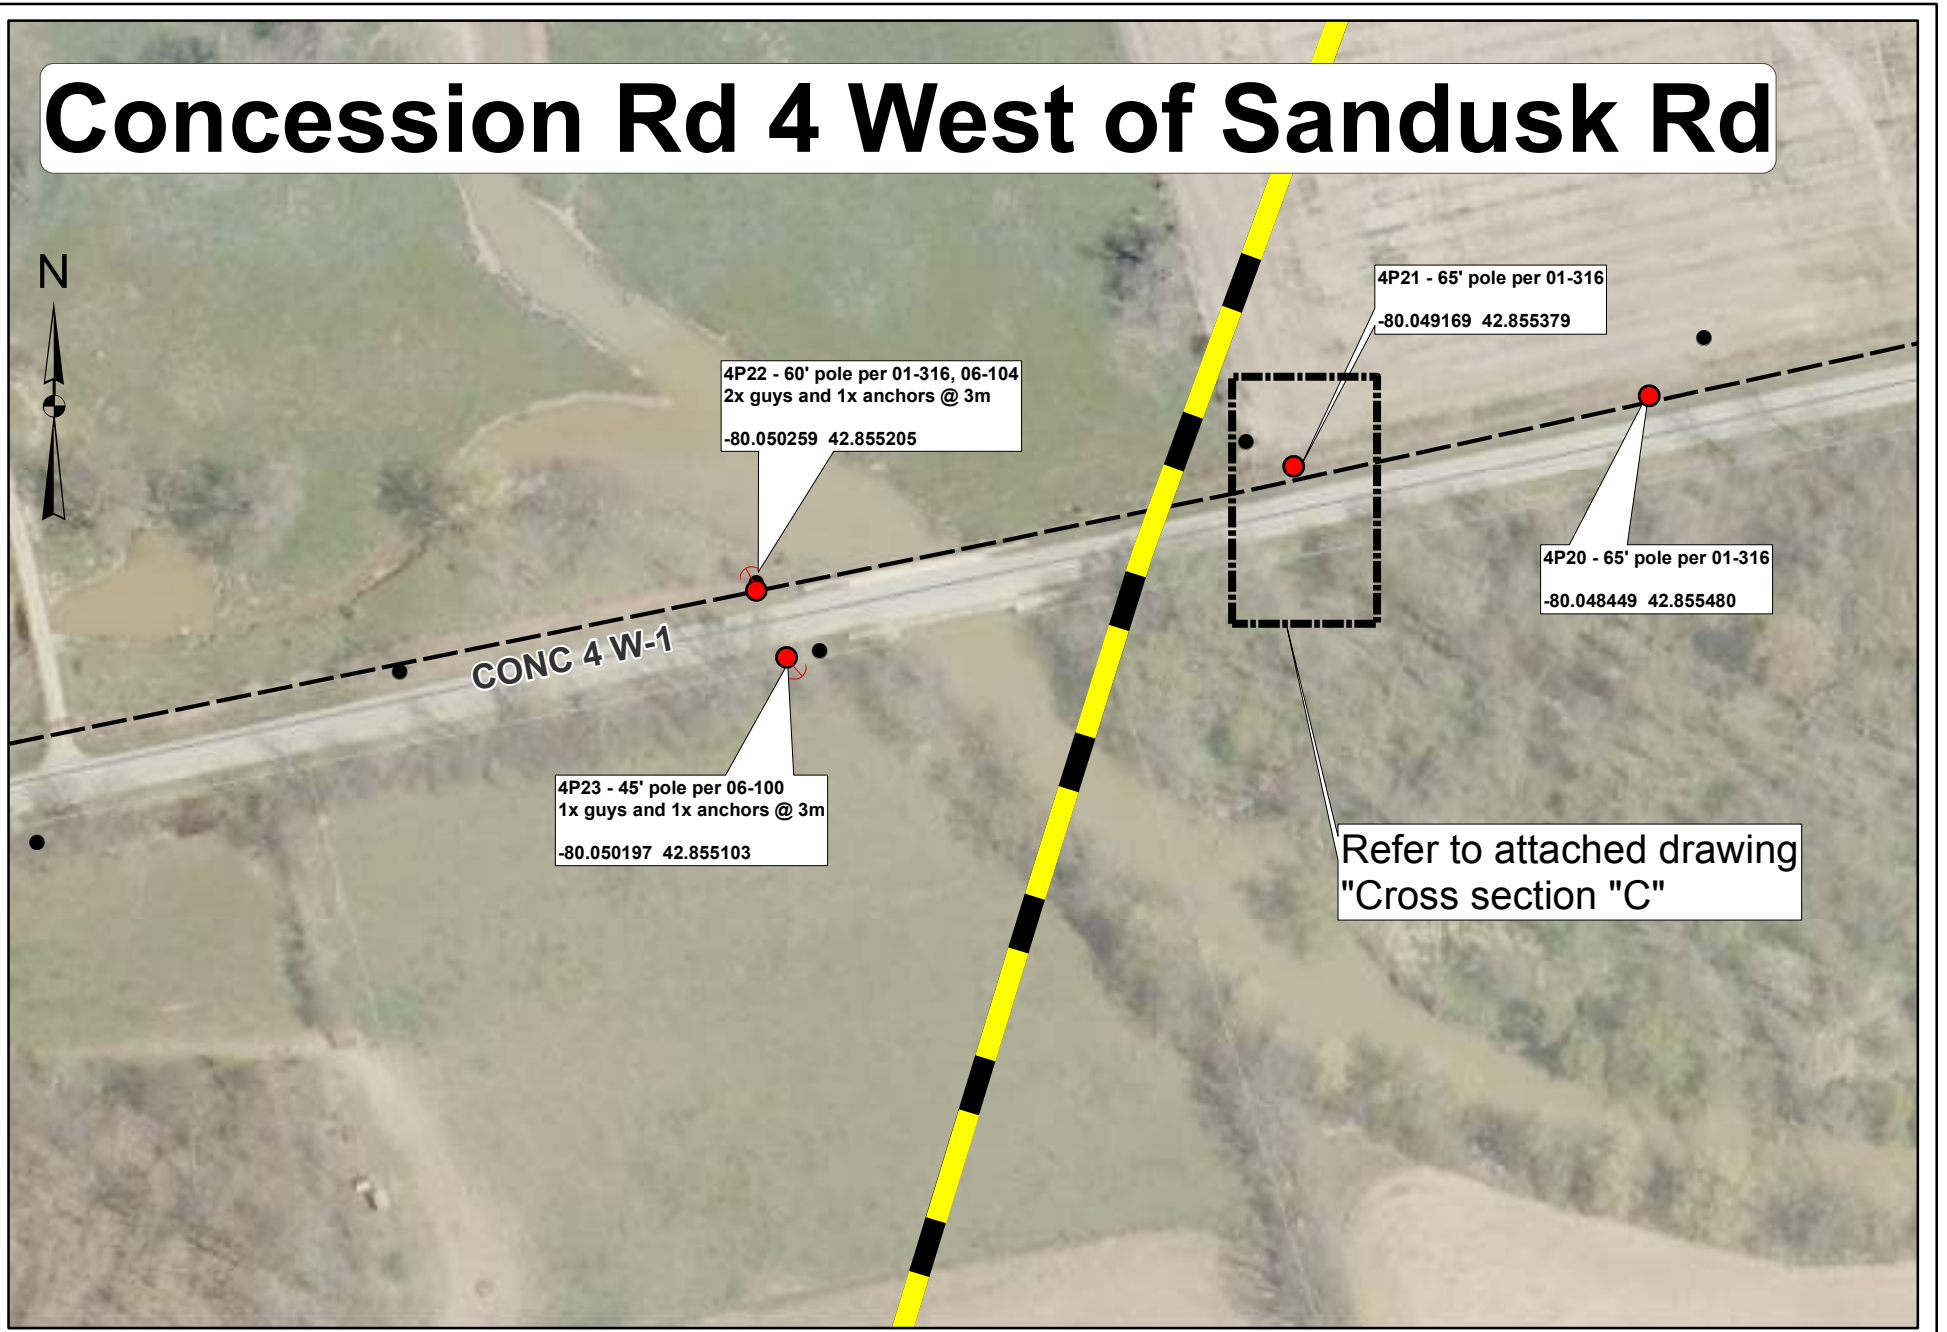 Concession Rd 4 West of Sandusk Rd
N
4P21 - 65' pole per 01-316
-80.049169 42.855379
4P22 - 60' pole per 01-316, 06-104
2x guys and 1x anchors @ 3m
-80.050259 42.855205
4P20 - 65' pole per 01-316
-80.048449 42.855480
CONC 4 W-1
4P23 - 45' pole per 06-100
1x guys and 1x anchors @ 3m
-80.050197 42.855103
Refer to attached drawing
"Cross section "C"